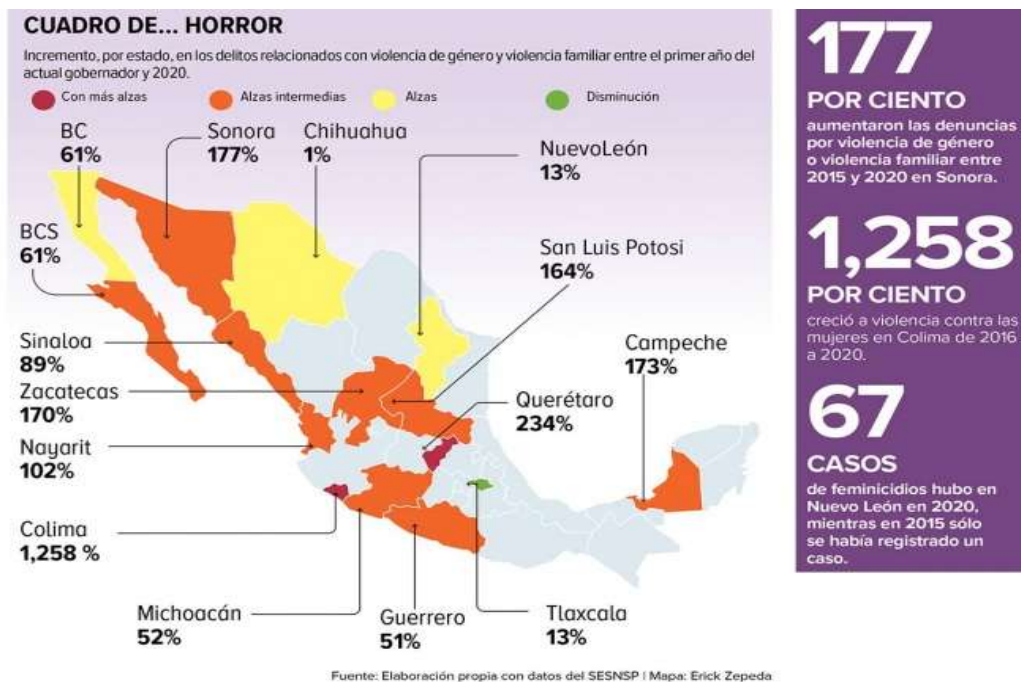 CUADRO DE... HORROR
Incremento, por estado, en los delitos relacionados con violencia de género y violencia familiar entre el primer año del
actual gobernador y 2020.
Con más alzas
Alzas intermedias
Alzas
Disminución
BC
61%
Sonora
177%
Chihuahua
1%
NuevoLeón
13%
BCS
61%
San Luis Potosi
164%
Sinaloa
89%
Campeche
173%
Zacatecas
170%
Querétaro
234%
Nayarit
102%
Colima
1,258 %
Michoacán
52%
Guerrero
51%
Tlaxcala
13%
Fuente: Elaboración propia con datos del SESNSP | Mapa: Erick Zepeda
177
POR CIENTO
aumentaron las denuncias
por violencia de género
o violencia familiar entre
2015 y 2020 en Sonora.
1,258
POR CIENTO
creció a violencia contra las
mujeres en Colima de 2016
a 2020.
67
CASOS
de feminicidios hubo en
Nuevo León en 2020,
mientras en 2015 sólo
se había registrado un
caso.